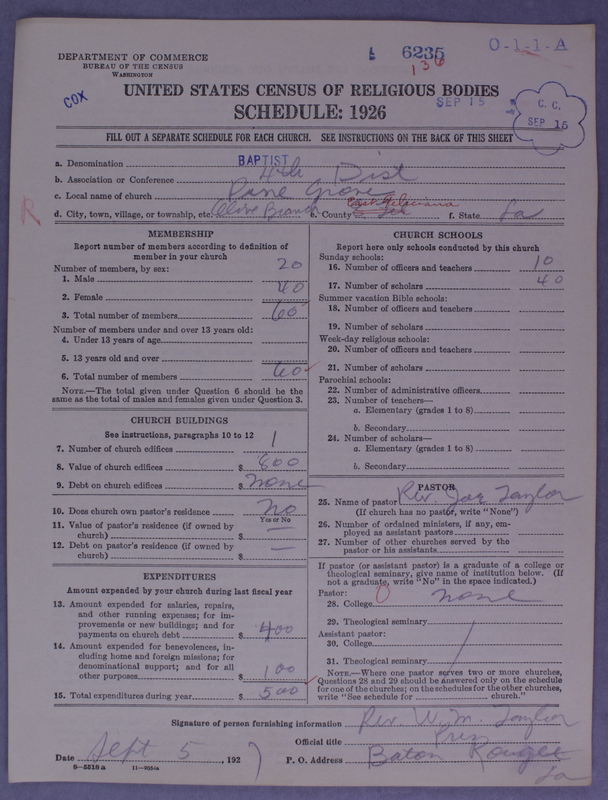 DEPARTMENT OF COMMERCE
BUREAU OF THE CENSUS
WASHINGTON
6235
136
O-1-1-A
COX
UNITED STATES CENSUS OF RELIGIOUS BODIES
SEP 15
C. C.
SEP 15
SCHEDULE: 1926
FILL OUT A SEPARATE SCHEDULE FOR EACH CHURCH. SEE INSTRUCTIONS ON THE BACK OF THIS SHEET
a. Denomination BAPTIST
b. Association or Conference 4th Dist
c. Local name of church Pine Grove
R
d. City, town, village, or township, etc. Olive Branch e. County East Feliciana f. State La
MEMBERSHIP
Report number of members according to definition of
member in your church
Number of members, by sex:
1. Male 20
2. Female 40
3. Total number of members 60
Number of members under and over 13 years old:
4. Under 13 years of age
5. 13 years old and over
6. Total number of members 60
NOTE.—The total given under Question 6 should be the
same as the total of males and females given under Question 3.
CHURCH BUILDINGS
See instructions, paragraphs 10 to 12
7. Number of church edifices 1
8. Value of church edifices $ 800
9. Debt on church edifices $ none
10. Does church own pastor's residence No
Yes or No
11. Value of pastor's residence (if owned by
church) $ —
12. Debt on pastor's residence (if owned by
church) $ —
EXPENDITURES
Amount expended by your church during last fiscal year
13. Amount expended for salaries, repairs,
and other running expenses; for im-
provements or new buildings; and for
payments on church debt $ 400
14. Amount expended for benevolences, in-
cluding home and foreign missions; for
denominational support; and for all
other purposes $ 100
15. Total expenditures during year $ 500
CHURCH SCHOOLS
Report here only schools conducted by this church
Sunday schools:
16. Number of officers and teachers 10
17. Number of scholars 40
Summer vacation Bible schools:
18. Number of officers and teachers
19. Number of scholars
Week-day religious schools:
20. Number of officers and teachers
21. Number of scholars
Parochial schools:
22. Number of administrative officers
23. Number of teachers—
a. Elementary (grades 1 to 8)
b. Secondary
24. Number of scholars—
a. Elementary (grades 1 to 8)
b. Secondary
PASTOR
25. Name of pastor Rev. Jas Taylor
(If church has no pastor, write "None")
26. Number of ordained ministers, if any, em-
ployed as assistant pastors
27. Number of other churches served by the
pastor or his assistants
If pastor (or assistant pastor) is a graduate of a college or
theological seminary, give name of institution below. (If
not a graduate, write "No" in the space indicated.)
Pastor: 0
28. College none
29. Theological seminary
Assistant pastor:
30. College
31. Theological seminary
NOTE.—Where one pastor serves two or more churches,
Questions 28 and 29 should be answered only on the schedule
for one of the churches; on the schedules for the other churches,
write "See schedule for church."
Signature of person furnishing information Rev. W. M. Taylor
Official title Pres
Date Sept 5, 1927 P. O. Address Baton Rouge
La
8-5518a 11-9554a